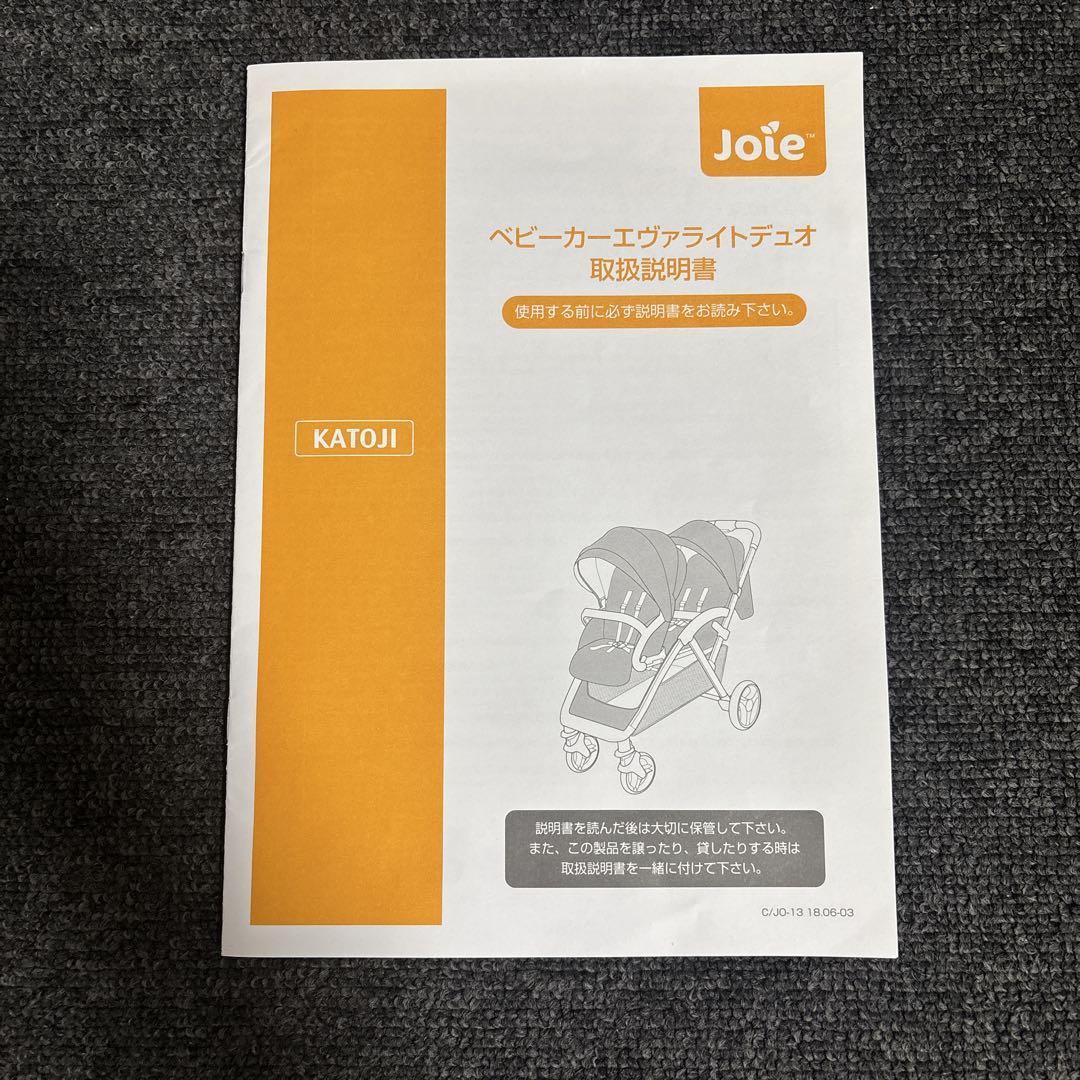 Joie™
ベビーカーエヴァライトデュオ
取扱説明書
使用する前に必ず説明書をお読み下さい。
KATOJI
説明書を読んだ後は大切に保管して下さい。
また、この製品を譲ったり、貸したりする時は
取扱説明書を一緒に付けて下さい。
C/JO-13 18.06-03